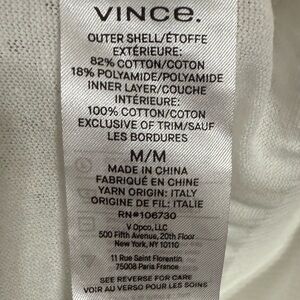 VINCE.
OUTER SHELL/ÉTOFFE
EXTÉRIEURE:
82% COTTON/COTON
18% POLYAMIDE/POLYAMIDE
INNER LAYER/COUCHE
INTÉRIEURE:
100% COTTON/COTON
EXCLUSIVE OF TRIM/SAUF
LES BORDURES
M/M
MADE IN CHINA
FABRIQUÉ EN CHINE
YARN ORIGIN: ITALY
ORIGINE DE FIL: ITALIE
RN#106730
V Opco, LLC
500 Fifth Avenue, 20th Floor
New York, NY 10110
11 Rue Saint Florentin
75008 Paris France
SEE REVERSE FOR CARE
VOIR AU VERSO POUR LES SOINS